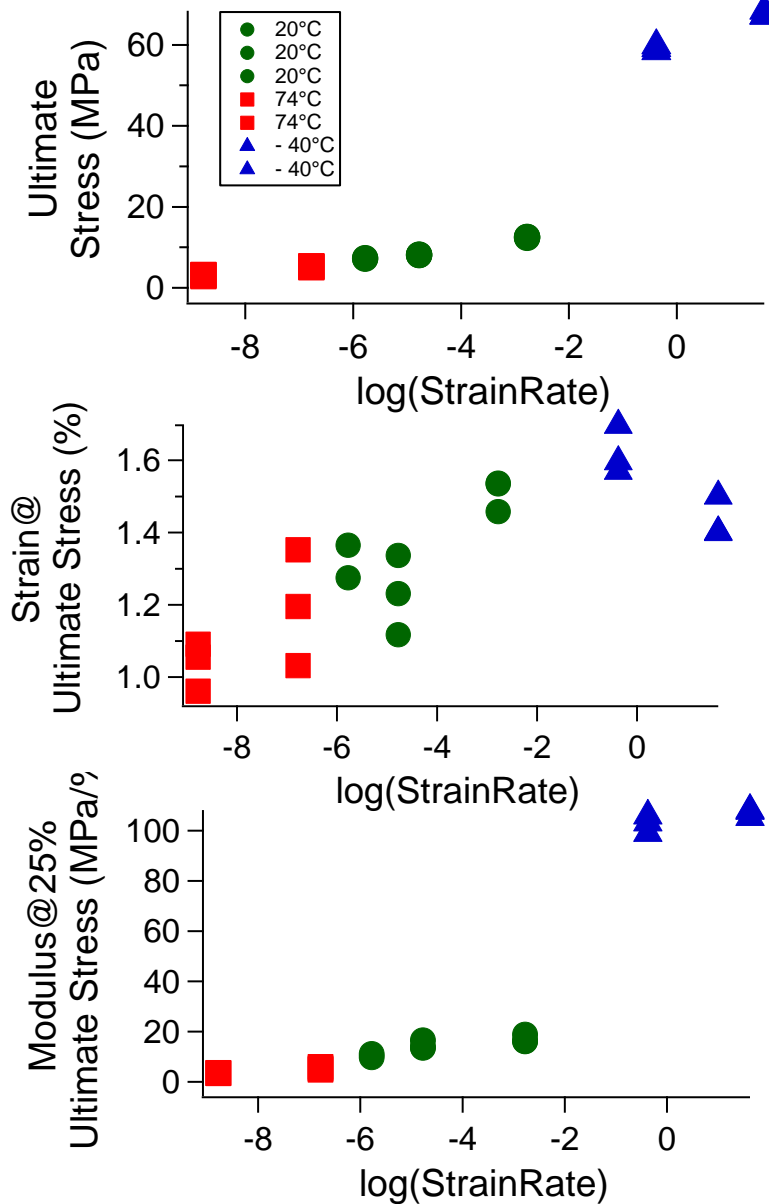 Ultimate
Stress (MPa)
60
40
20
0
20°C
20°C
20°C
74°C
74°C
- 40°C
- 40°C
-8 -6 -4 -2 0
log(StrainRate)
Strain@
Ultimate Stress (%)
1.6
1.4
1.2
1.0
-8 -6 -4 -2 0
log(StrainRate)
Modulus@25%
Ultimate Stress (MPa/%
100
80
60
40
20
0
-8 -6 -4 -2 0
log(StrainRate)